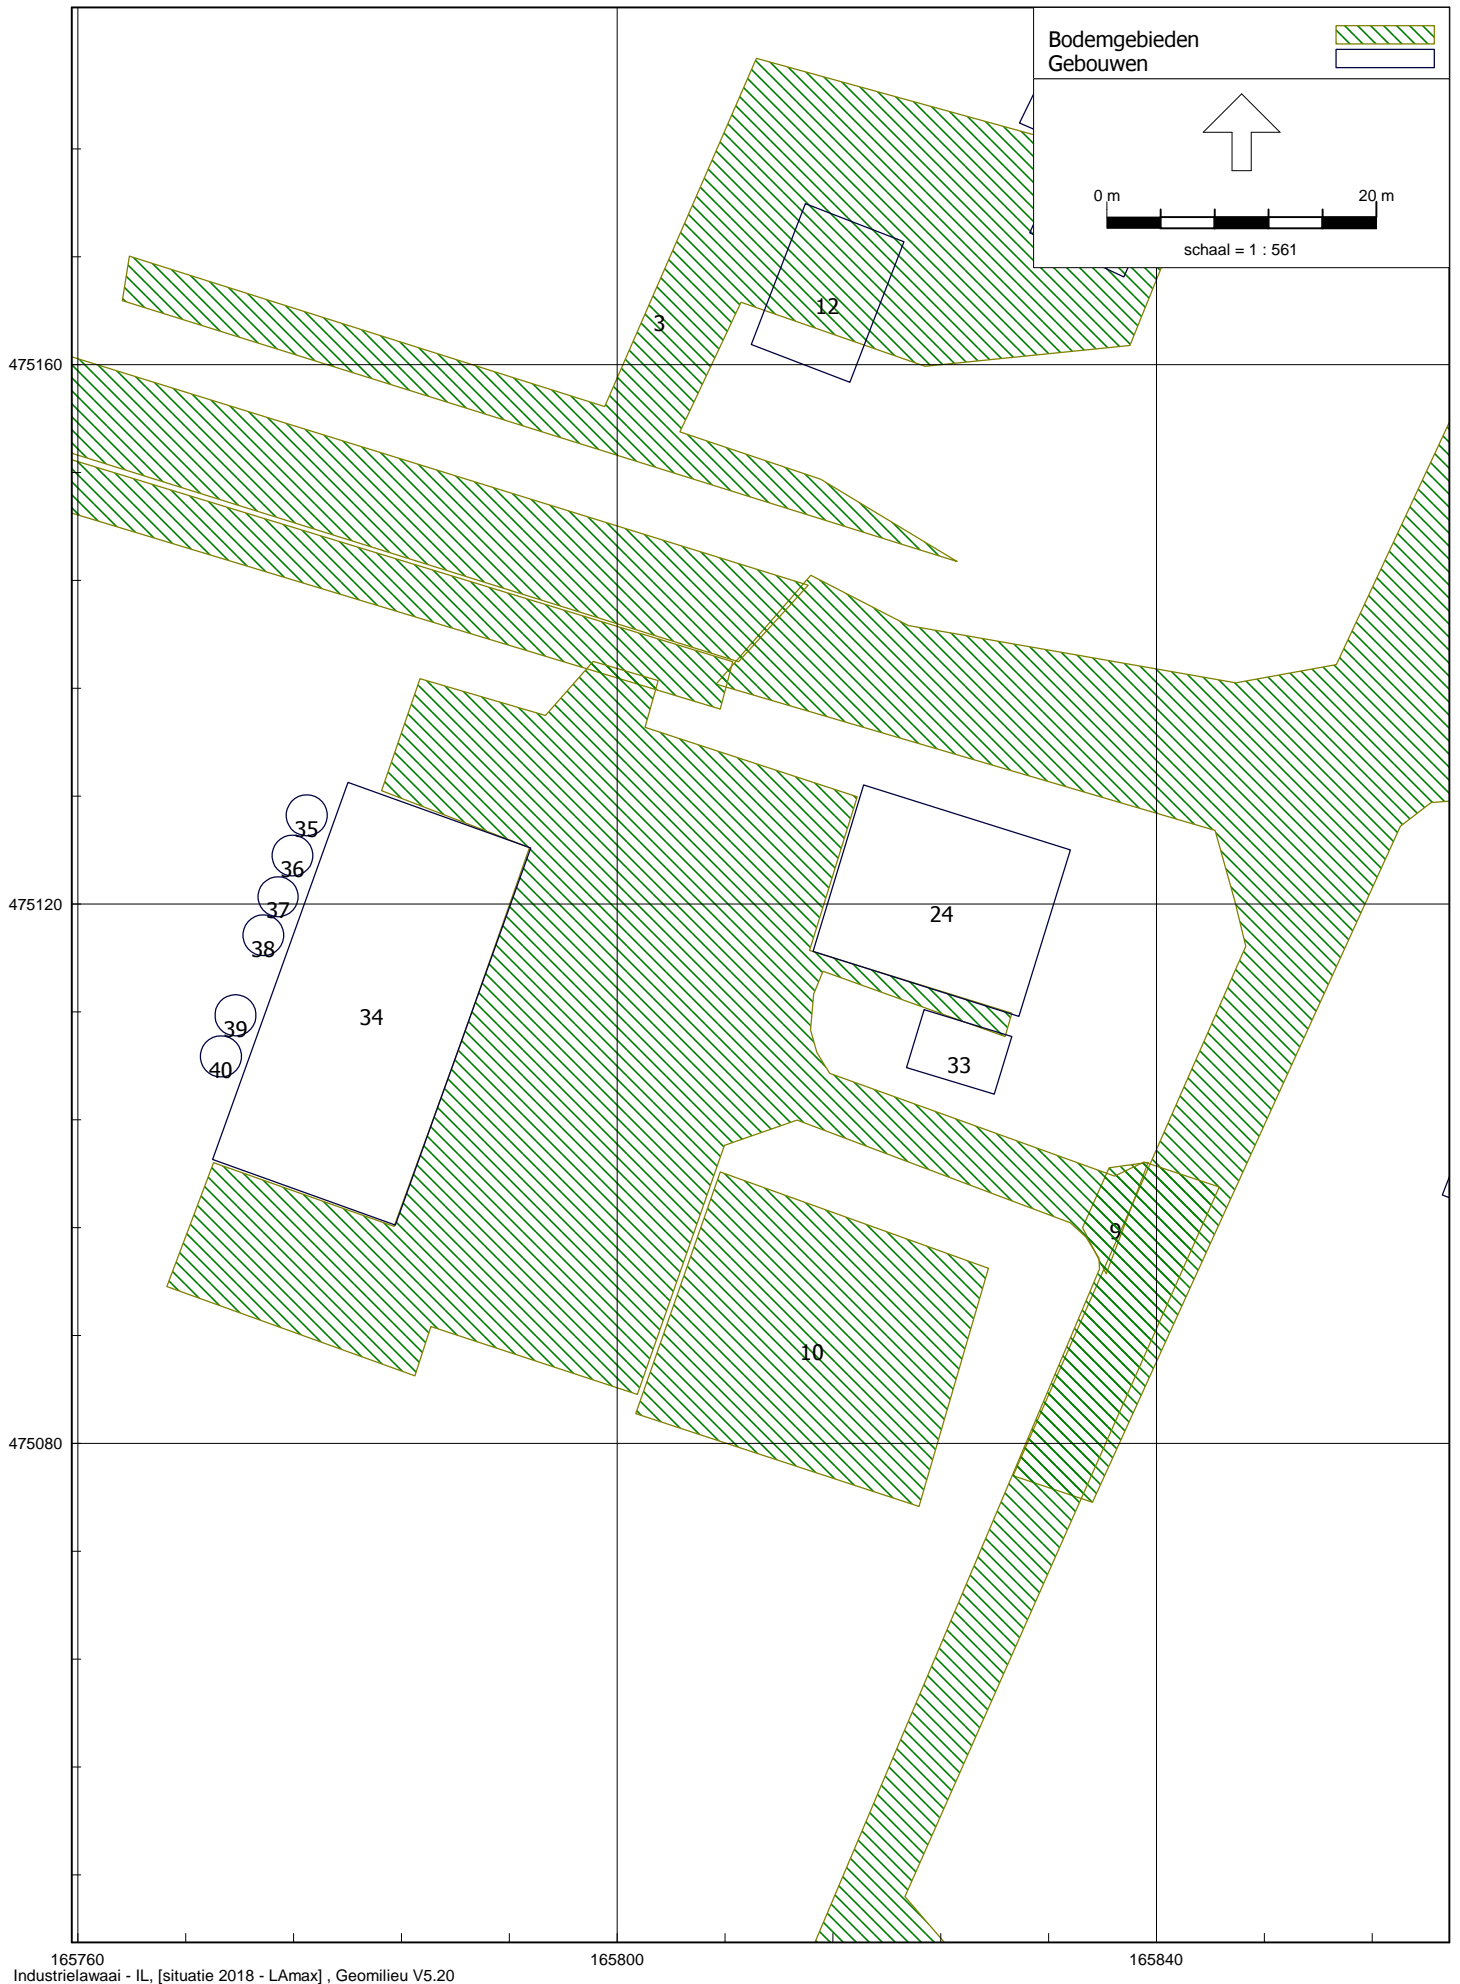 Bodemgebieden
Gebouwen
0 m 20 m
schaal = 1 : 561
12
3
475160
35
36
37
475120
24
38
34
39
33
40
9
10
475080
165760 165800 165840
Industrielawaai - IL, [situatie 2018 - LAmax] , Geomilieu V5.20